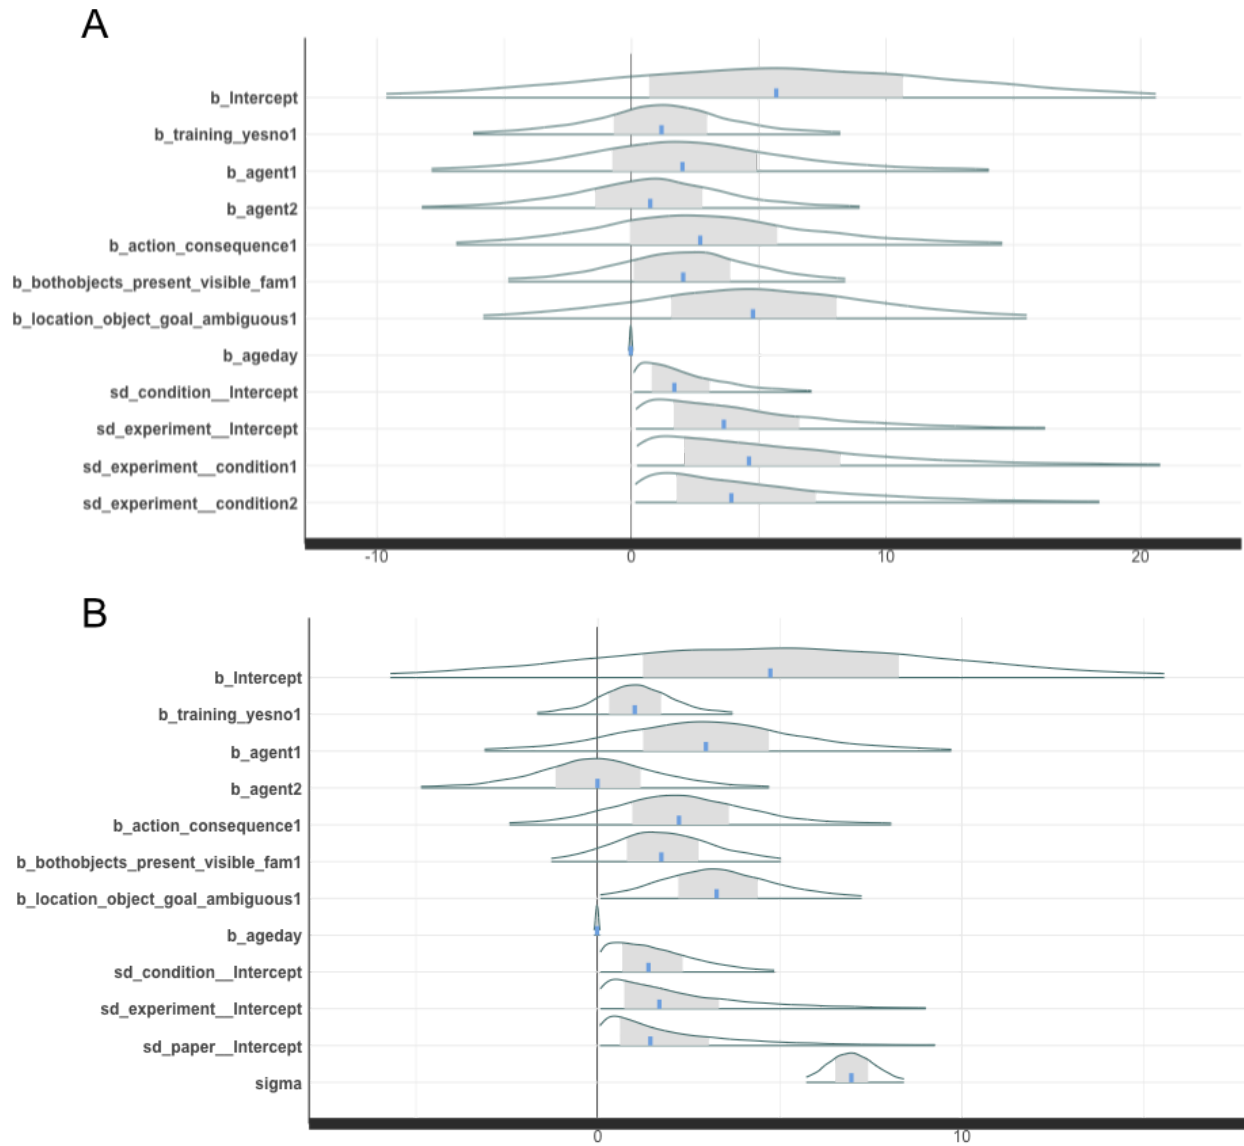 A
b_Intercept
b_training_yesno1
b_agent1
b_agent2
b_action_consequence1
b_bothobjects_present_visible_fam1
b_location_object_goal_ambiguous1
b_ageday
sd_condition__Intercept
sd_experiment__Intercept
sd_experiment__condition1
sd_experiment__condition2
-10 0 10 20
B
b_Intercept
b_training_yesno1
b_agent1
b_agent2
b_action_consequence1
b_bothobjects_present_visible_fam1
b_location_object_goal_ambiguous1
b_ageday
sd_condition__Intercept
sd_experiment__Intercept
sd_paper__Intercept
sigma
0 10